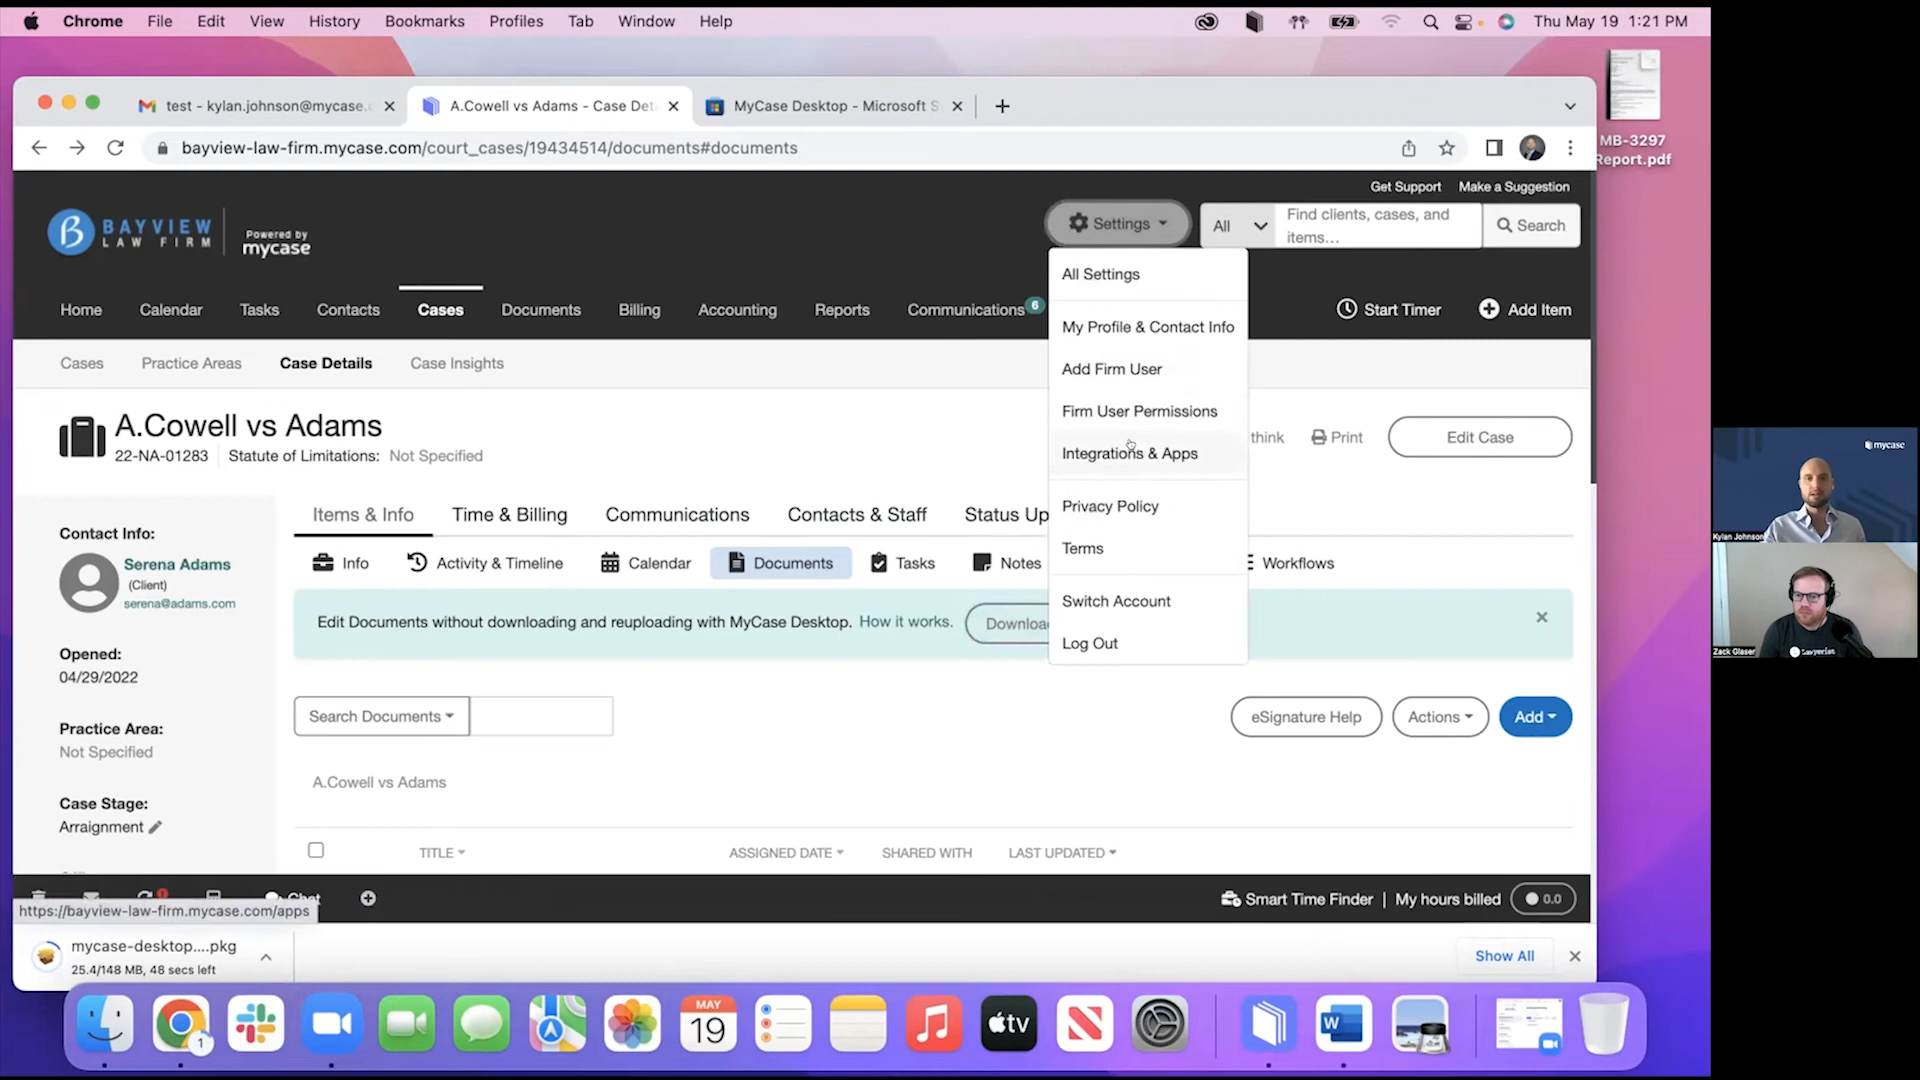 Chrome File Edit View History Bookmarks Profiles Tab Window Help
Thu May 19 1:21 PM
test - kylan.johnson@mycase.
A.Cowell vs Adams - Case Det
MyCase Desktop - Microsoft S
bayview-law-firm.mycase.com/court_cases/19434514/documents#documents
MB-3297
Report.pdf
Get Support Make a Suggestion
BAYVIEW
LAW FIRM
Powered by
mycase
Settings
All
Find clients, cases, and
items...
Search
Home Calendar Tasks Contacts Cases Documents Billing Accounting Reports Communications 6
Start Timer Add Item
All Settings
My Profile & Contact Info
Add Firm User
Firm User Permissions
Integrations & Apps
Privacy Policy
Terms
Switch Account
Log Out
Cases Practice Areas Case Details Case Insights
A.Cowell vs Adams
22-NA-01283 Statute of Limitations: Not Specified
think Print Edit Case
Contact Info:
Serena Adams
(Client)
serena@adams.com
Opened:
04/29/2022
Practice Area:
Not Specified
Case Stage:
Arraignment
Items & Info Time & Billing Communications Contacts & Staff Status Up
Info Activity & Timeline Calendar Documents Tasks Notes Workflows
Edit Documents without downloading and reuploading with MyCase Desktop. How it works. Downloa
Search Documents
eSignature Help Actions Add
A.Cowell vs Adams
TITLE ASSIGNED DATE SHARED WITH LAST UPDATED
Chat
Smart Time Finder | My hours billed 0.0
https://bayview-law-firm.mycase.com/apps
mycase-desktop....pkg
25.4/148 MB, 48 secs left
Show All
1
MAY
19
tv
W
mycase
Kylan Johnson
Lawyerist
Zack Glaser